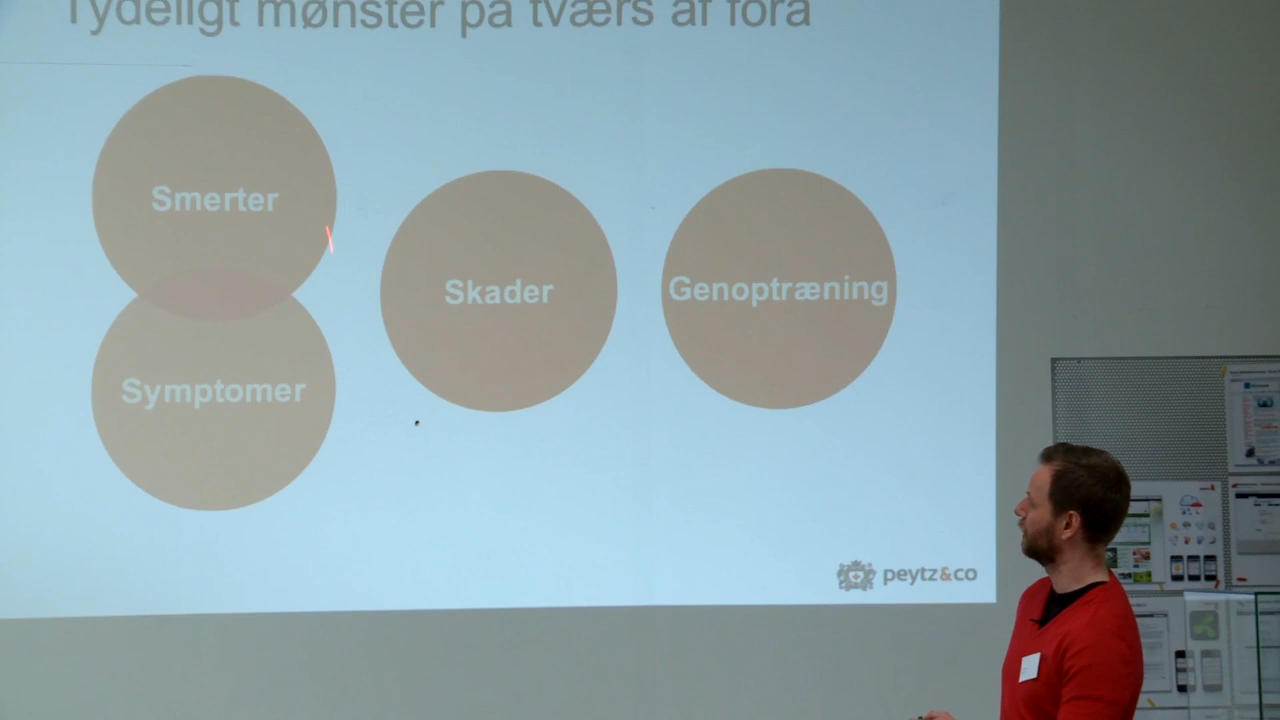 Tydeligt mønster på tværs af fora
Smerter
Skader
Genoptræning
Symptomer
peytz&co